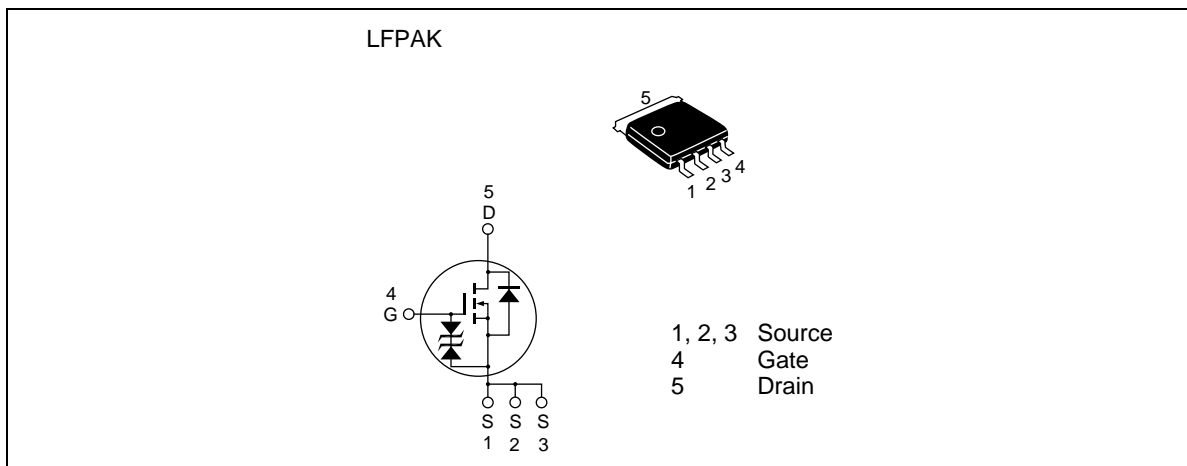 LFPAK
5
1 2 3 4
5
D
4
G
S S S
1 2 3
1, 2, 3 Source
4 Gate
5 Drain